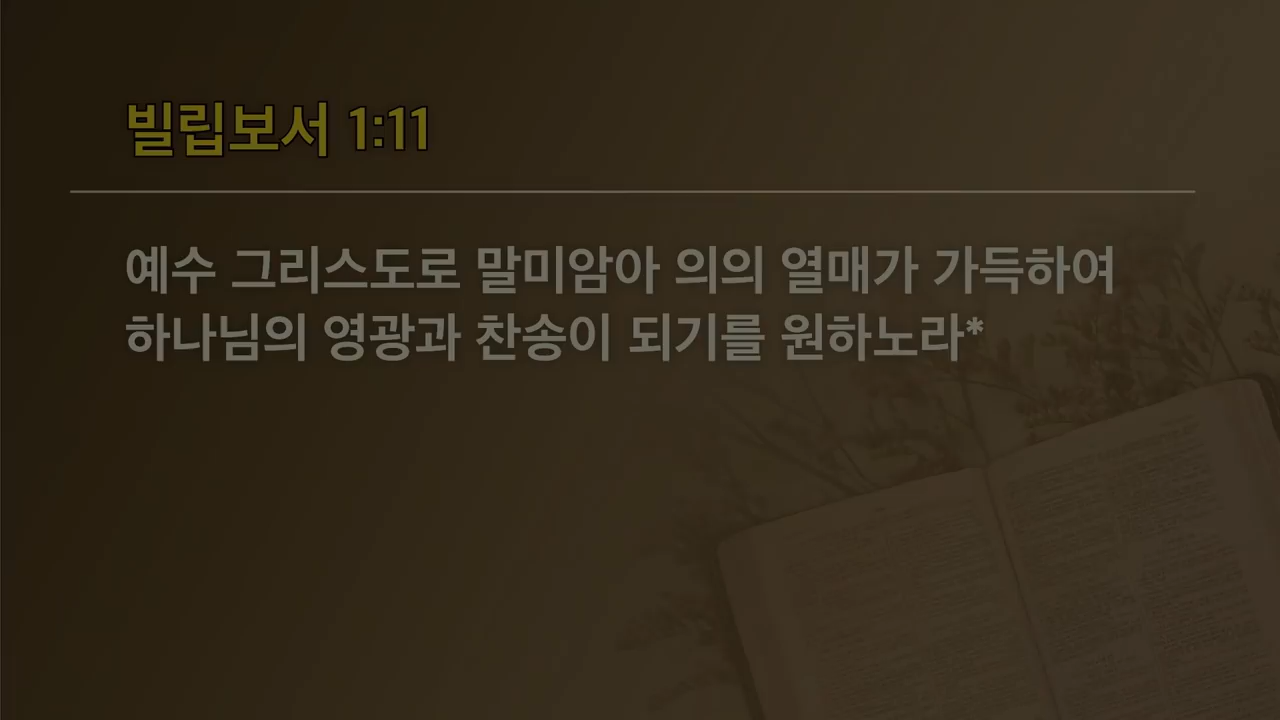 빌립보서 1:11
예수 그리스도로 말미암아 의의 열매가 가득하여
하나님의 영광과 찬송이 되기를 원하노라*